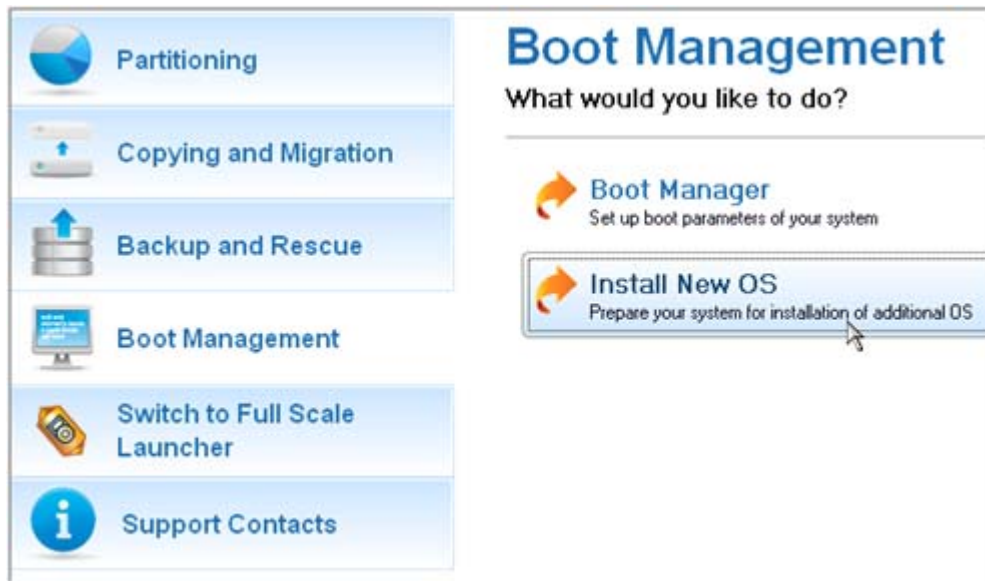 Partitioning
Copying and Migration
Backup and Rescue
Boot Management
Switch to Full Scale
Launcher
Support Contacts
Boot Management
What would you like to do?
Boot Manager
Set up boot parameters of your system
Install New OS
Prepare your system for installation of additional OS